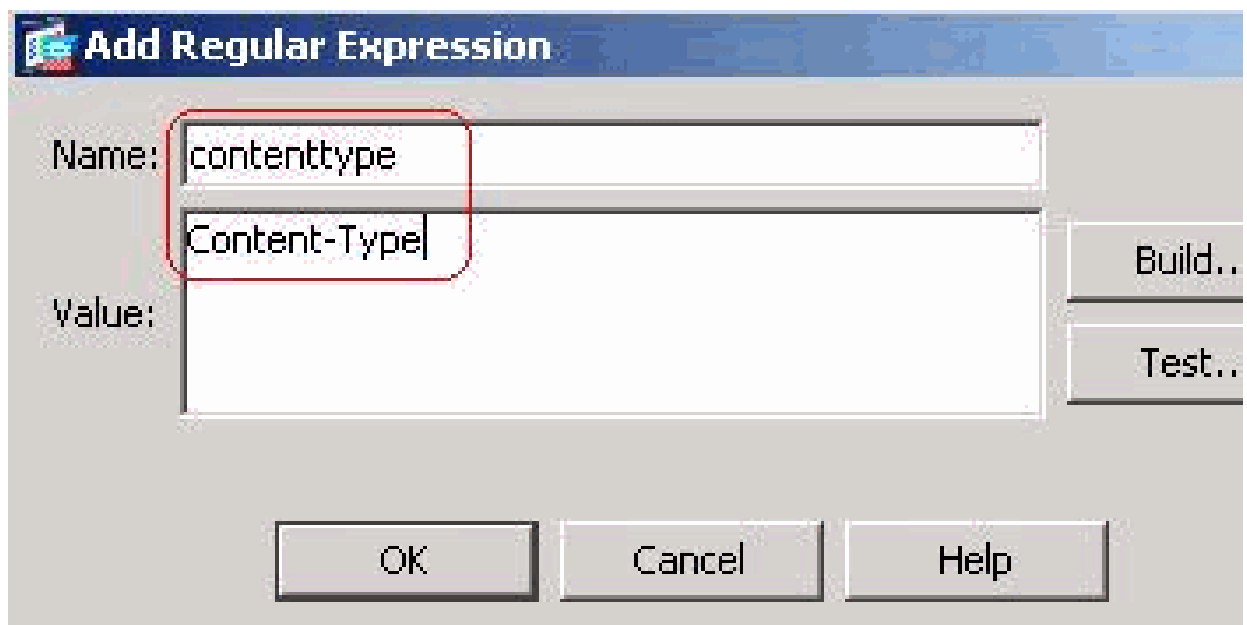 Add Regular Expression
Name: contenttype
Value: Content-Type
Build..
Test..
OK Cancel Help